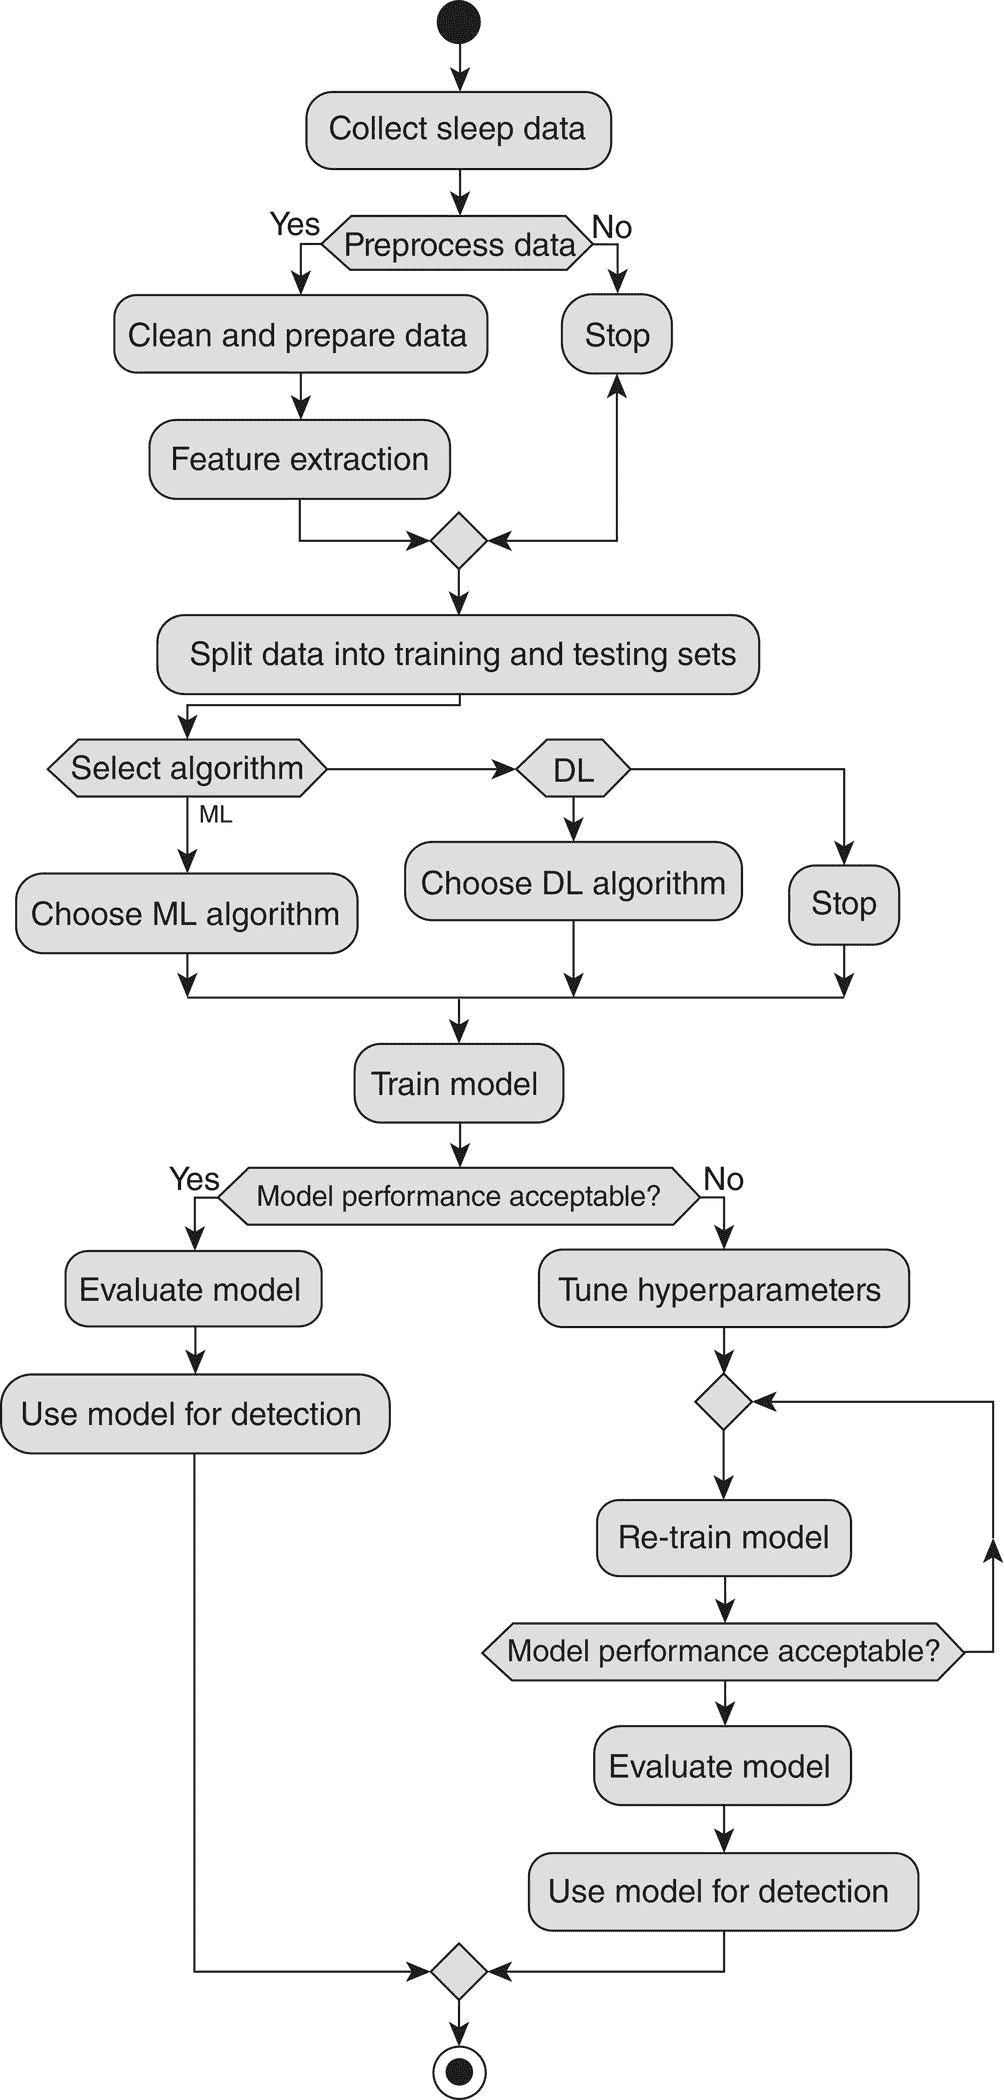 Collect sleep data
Yes
No
Preprocess data
Clean and prepare data
Stop
Feature extraction
Split data into training and testing sets
Select algorithm
DL
ML
Choose DL algorithm
Choose ML algorithm
Stop
Train model
Yes
No
Model performance acceptable?
Evaluate model
Tune hyperparameters
Use model for detection
Re-train model
Model performance acceptable?
Evaluate model
Use model for detection